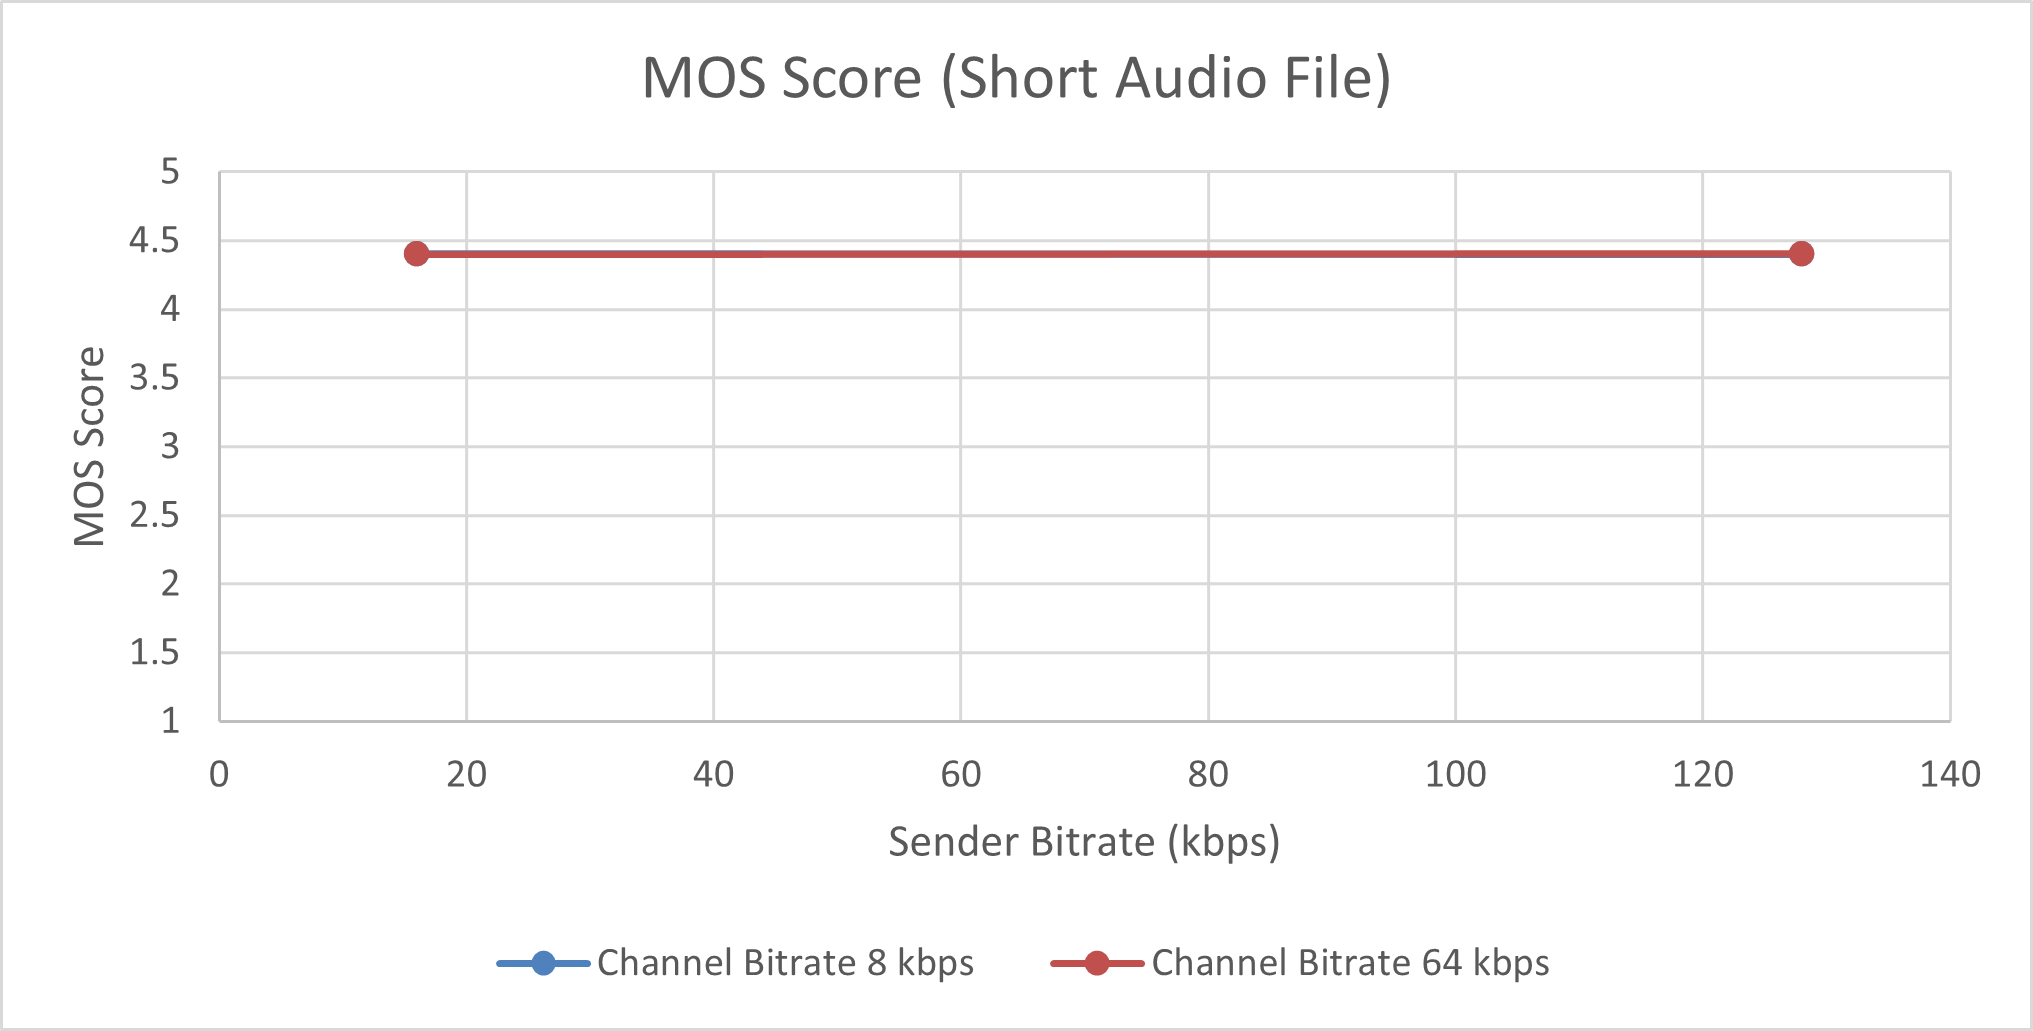 MOS Score (Short Audio File)
5
4.5
4
3.5
3
2.5
2
1.5
1
MOS Score
0 20 40 60 80 100 120 140
Sender Bitrate (kbps)
Channel Bitrate 8 kbps Channel Bitrate 64 kbps